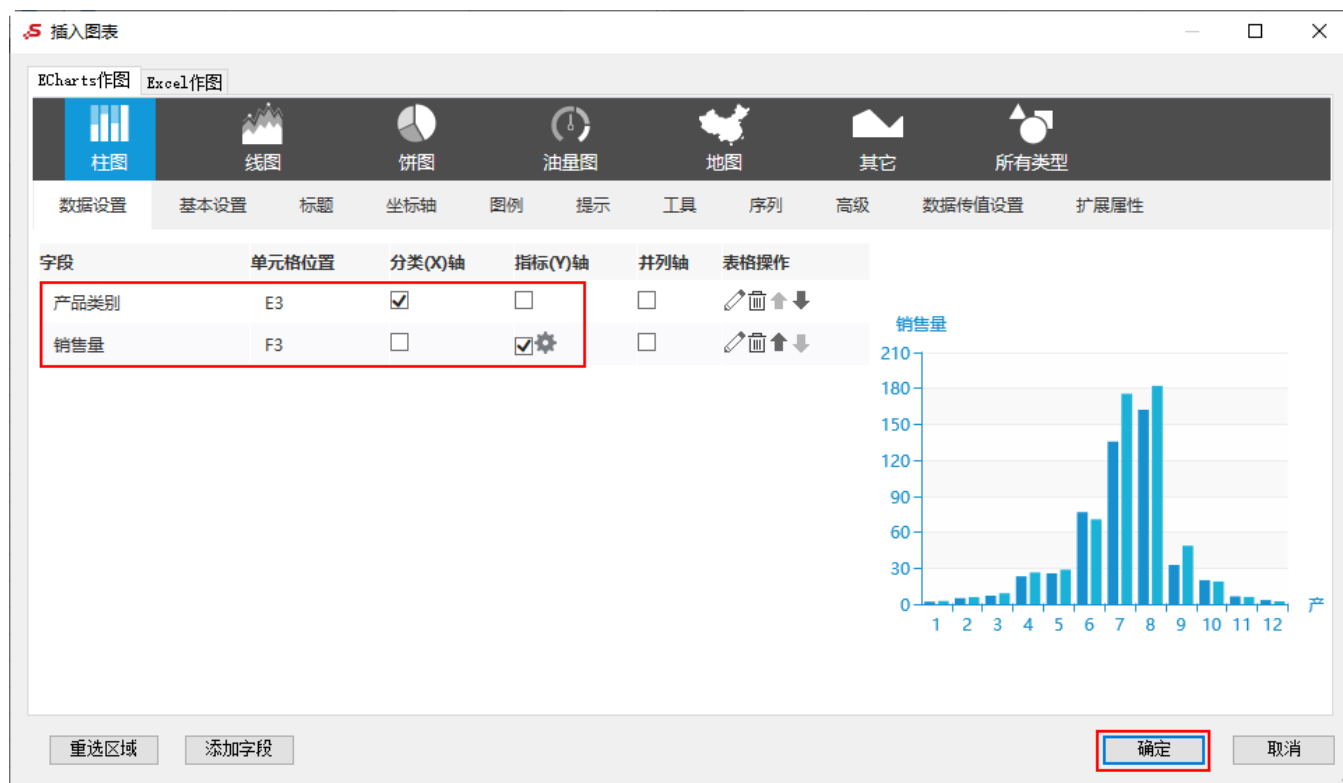 插入图表
ECharts作图 Excel作图
柱图 线图 饼图 油量图 地图 其它 所有类型
数据设置 基本设置 标题 坐标轴 图例 提示 工具 序列 高级 数据传值设置 扩展属性
字段 单元格位置 分类(X)轴 指标(Y)轴 并列轴 表格操作
产品类别 E3
销售量 F3
销售量
210
180
150
120
90
60
30
0
产
1 2 3 4 5 6 7 8 9 10 11 12
重选区域 添加字段 确定 取消